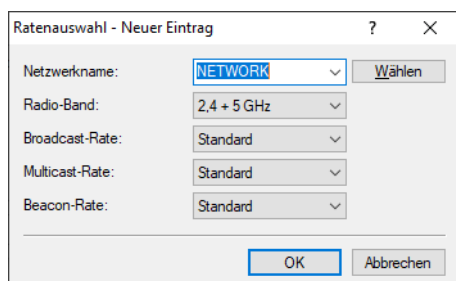 Ratenauswahl - Neuer Eintrag ? X
Netzwerkname: NETWORK Wählen
Radio-Band: 2,4 + 5 GHz
Broadcast-Rate: Standard
Multicast-Rate: Standard
Beacon-Rate: Standard
OK Abbrechen